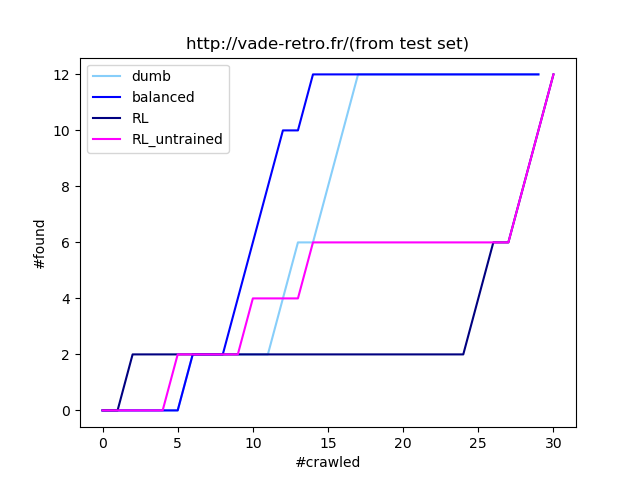 http://vade-retro.fr/(from test set)
dumb
balanced
RL
RL_untrained
12
10
8
6
4
2
0
#found
0 5 10 15 20 25 30
#crawled